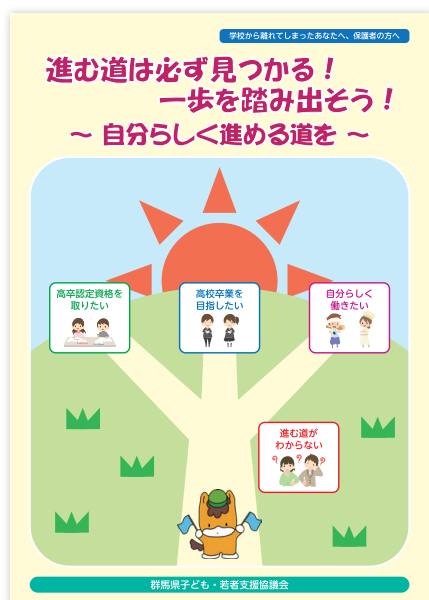 学校から離れてしまったあなたへ、保護者の方へ
進む道は必ず見つかる！
一歩を踏み出そう！
～ 自分らしく進める道を ～
高卒認定資格を
取りたい
高校卒業を
目指したい
自分らしく
働きたい
進む道が
わからない
群馬県子ども・若者支援協議会